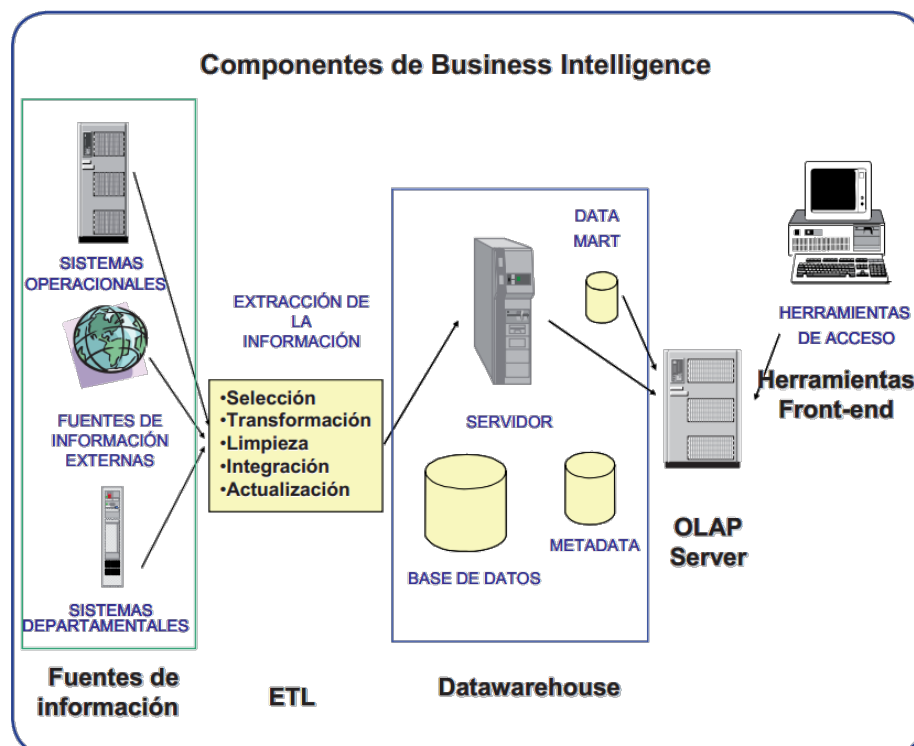 Componentes de Business Intelligence
SISTEMAS
OPERACIONALES
FUENTES DE
INFORMACIÓN
EXTERNAS
SISTEMAS
DEPARTAMENTALES
Fuentes de
información
EXTRACCIÓN DE
LA
INFORMACIÓN
•Selección
•Transformación
•Limpieza
•Integración
•Actualización
ETL
DATA
MART
SERVIDOR
BASE DE DATOS
METADATA
Datawarehouse
OLAP
Server
HERRAMIENTAS
DE ACCESO
Herramientas
Front-end